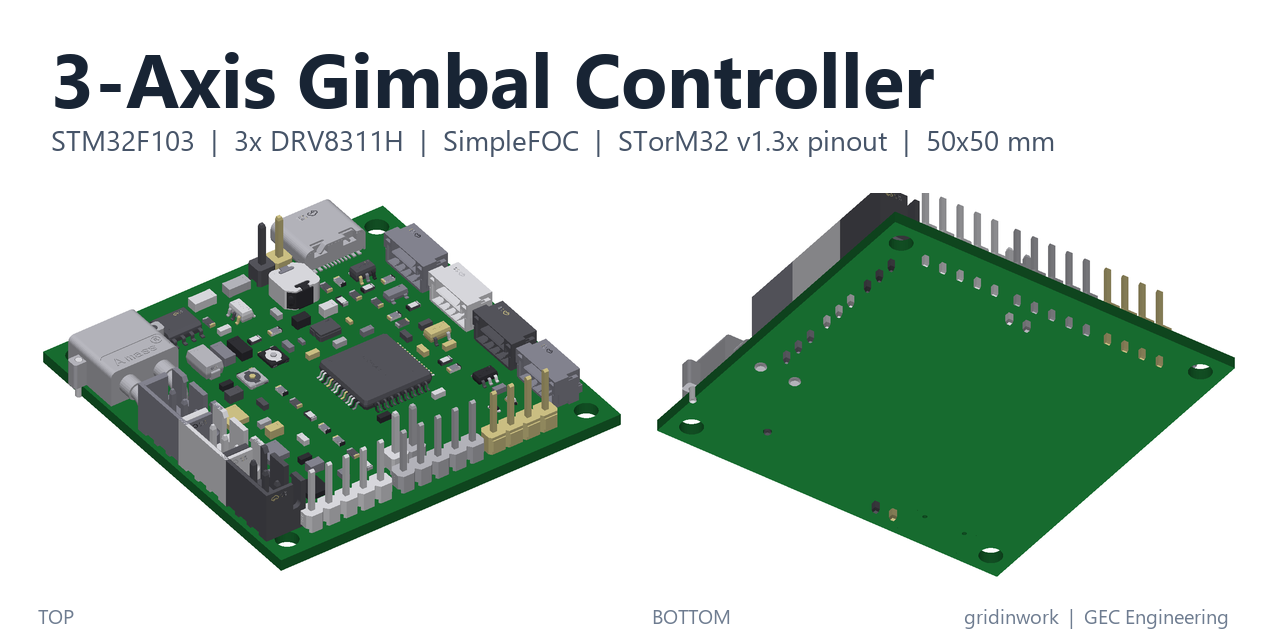 3-Axis Gimbal Controller
STM32F103 | 3x DRV8311H | SimpleFOC | STorM32 v1.3x pinout | 50x50 mm
Amass
TOP
BOTTOM
gridinwork | GEC Engineering